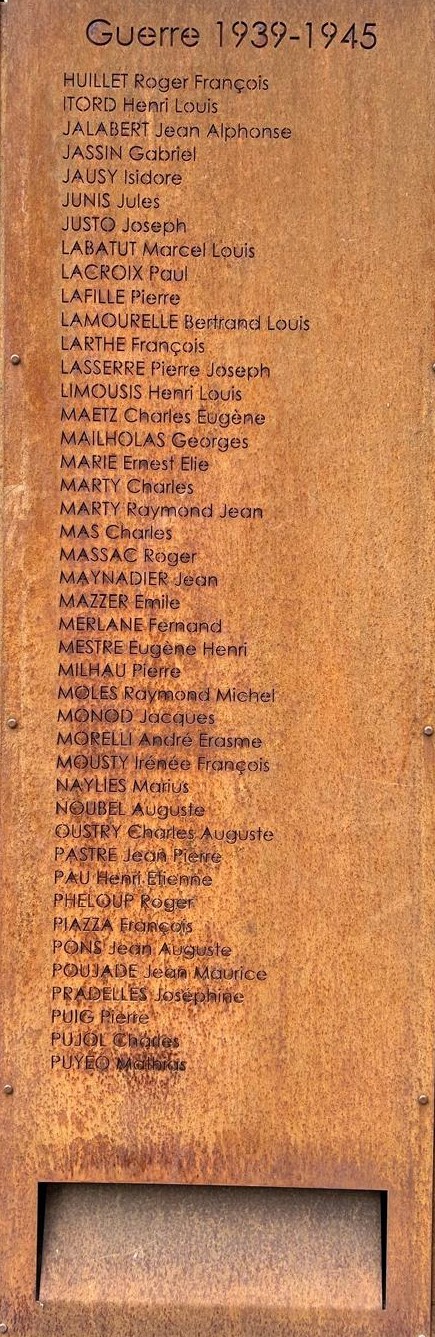 Guerre 1939-1945
HUILLET Roger François
ITORD Henri Louis
JALABERT Jean Alphonse
JASSIN Gabriel
JAUSY Isidore
JUNIS Jules
JUSTO Joseph
LABATUT Marcel Louis
LACROIX Paul
LAFILLE Pierre
LAMOURELLE Bertrand Louis
LARTHE François
LASSERRE Pierre Joseph
LIMOUSIS Henri Louis
MAETZ Charles Eugène
MAILHOLAS Georges
MARIE Ernest Elie
MARTY Charles
MARTY Raymond Jean
MAS Charles
MASSAC Roger
MAYNADIER Jean
MAZZER Emile
MERLANE Fernand
MESTRE Eugène Henri
MILHAU Pierre
MOLES Raymond Michel
MONOD Jacques
MORELLI André Erasme
MOUSTY Irénée François
NAYLIES Marius
NOUBEL Auguste
OUSTRY Charles Auguste
PASTRE Jean Pierre
PAU Henri Etienne
PHELOUP Roger
PIAZZA François
PONS Jean Auguste
POUJADE Jean Maurice
PRADELLES Joséphine
PUIG Pierre
PUJOL Charles
PUYEO Mathias